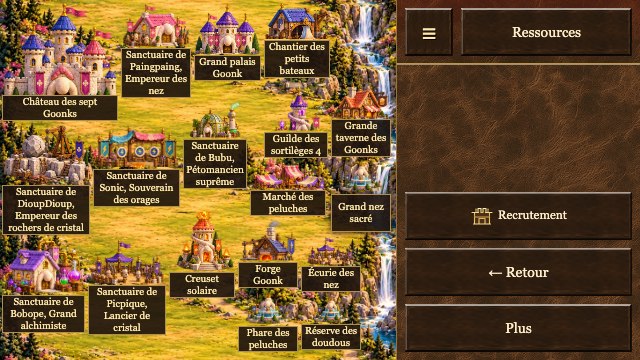 Château des sept
Goonks
Sanctuaire de
Paingpaing,
Empereur des
nez
Grand palais
Goonk
Chantier des
petits
bateaux
Sanctuaire de
DioupDioup,
Empereur des
rochers de cristal
Sanctuaire de
Sonic, Souverain
des orages
Sanctuaire
de Bubu,
Pétomancien
suprême
Guilde des
sortilèges 4
Grande
taverne des
Goonks
Marché des
peluches
Grand nez
sacré
Sanctuaire de
Bobope, Grand
alchimiste
Sanctuaire de
Picpique,
Lancier de
cristal
Creuset
solaire
Forge
Goonk
Écurie des
nez
Phare des
peluches
Réserve des
doudous
≡
Ressources
Recrutement
← Retour
Plus